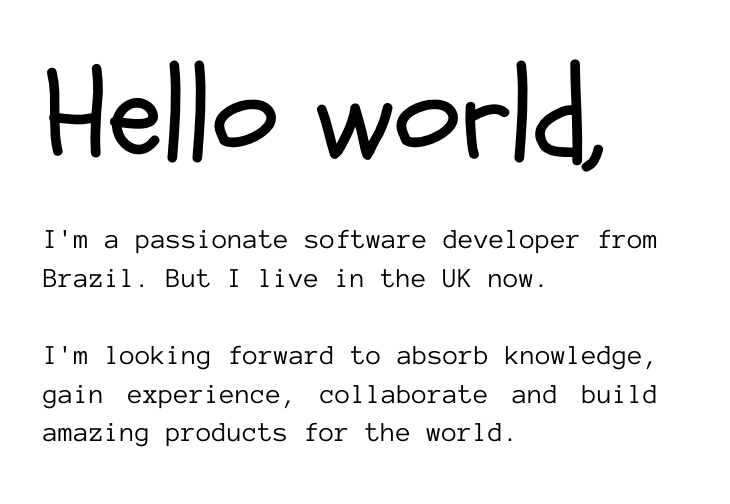 Hello world,
I'm a passionate software developer from
Brazil. But I live in the UK now.
I'm looking forward to absorb knowledge,
gain experience, collaborate and build
amazing products for the world.